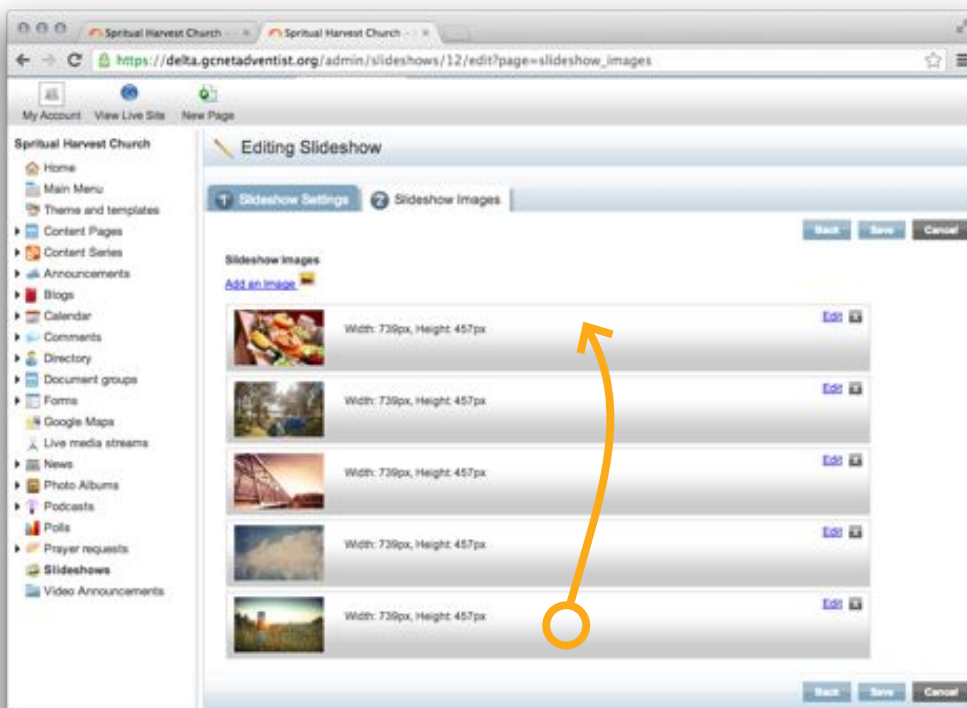 Spritual Harvest Church
Spritual Harvest Church
https://delta.gcnetadventist.org/admin/slideshows/12/edit?page=slideshow_images
My Account View Live Site New Page
Spritual Harvest Church
Home
Main Menu
Theme and templates
Content Pages
Content Series
Announcements
Blogs
Calendar
Comments
Directory
Document groups
Forms
Google Maps
Live media streams
News
Photo Albums
Podcasts
Polls
Prayer requests
Slideshows
Video Announcements
Editing Slideshow
1 Slideshow Settings 2 Slideshow Images
Back Save Cancel
Slideshow Images
Add an Image
Width: 739px, Height: 457px Edit X
Width: 739px, Height: 457px Edit X
Width: 739px, Height: 457px Edit X
Width: 739px, Height: 457px Edit X
Width: 739px, Height: 457px Edit X
Back Save Cancel